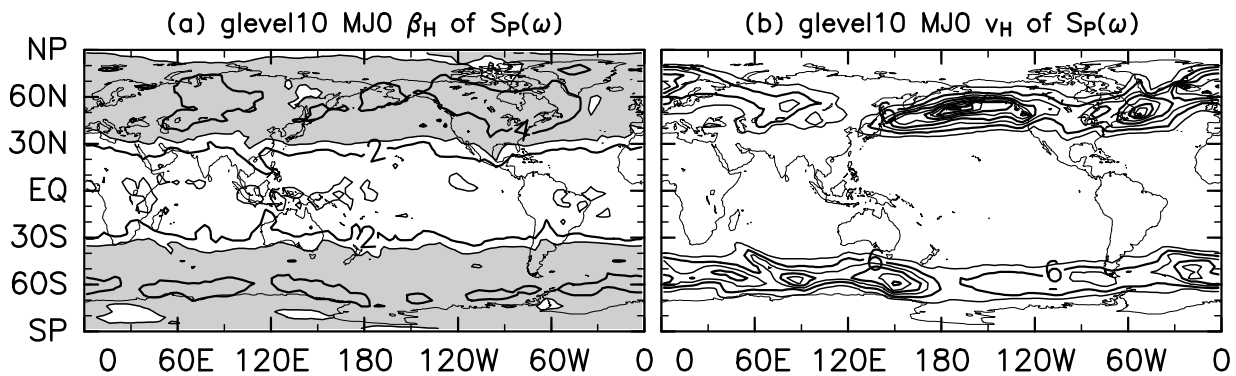 (a) glevel10 MJO βH of SP(ω)
(b) glevel10 MJO νH of SP(ω)
NP
60N
30N
EQ
30S
60S
SP
2
4
2
6
6
0 60E 120E 180 120W 60W 0
0 60E 120E 180 120W 60W 0